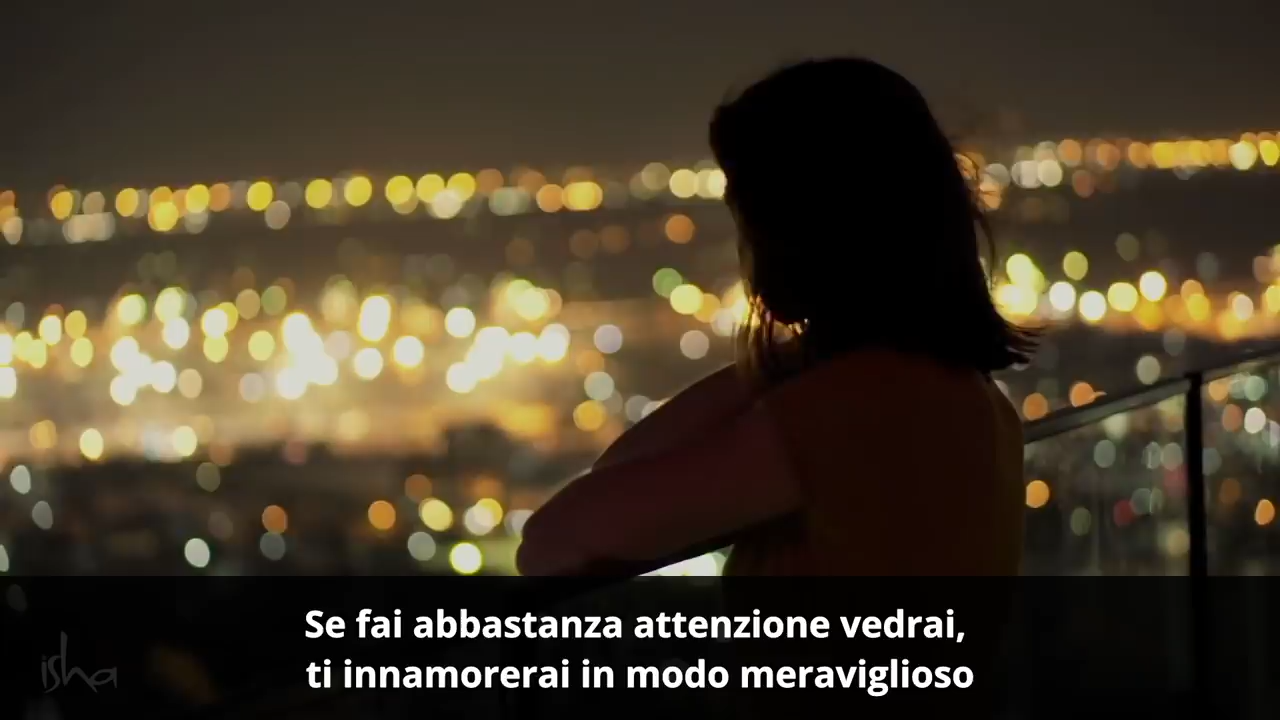 Se fai abbastanza attenzione vedrai,
ti innamorerai in modo meraviglioso
isha